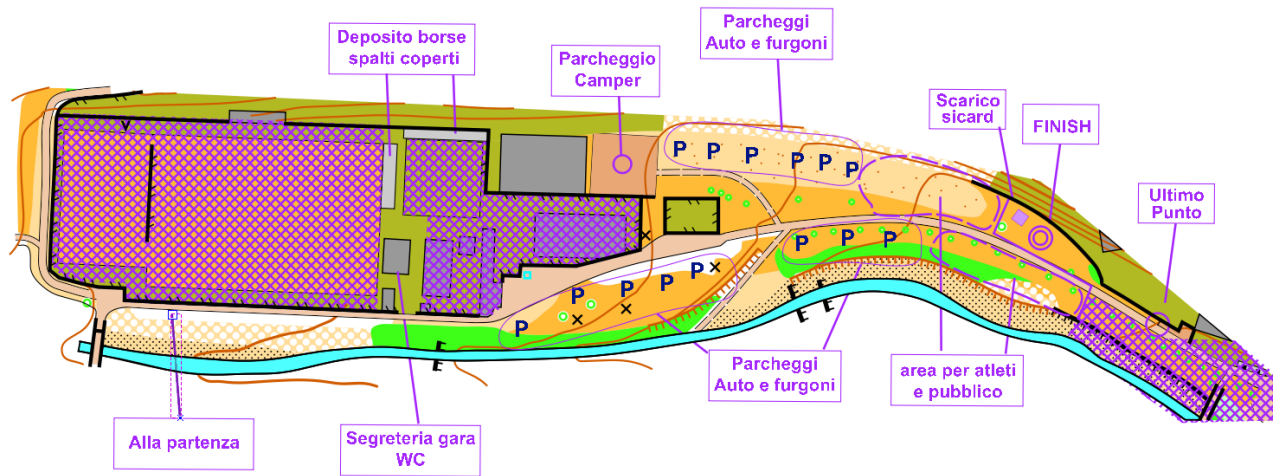 Deposito borse
spalti coperti
Parcheggio
Camper
Parcheggi
Auto e furgoni
Scarico
sicard
FINISH
Ultimo
Punto
P P P P P P
P P P
P P P P P
Alla partenza
Segreteria gara
WC
Parcheggi
Auto e furgoni
area per atleti
e pubblico